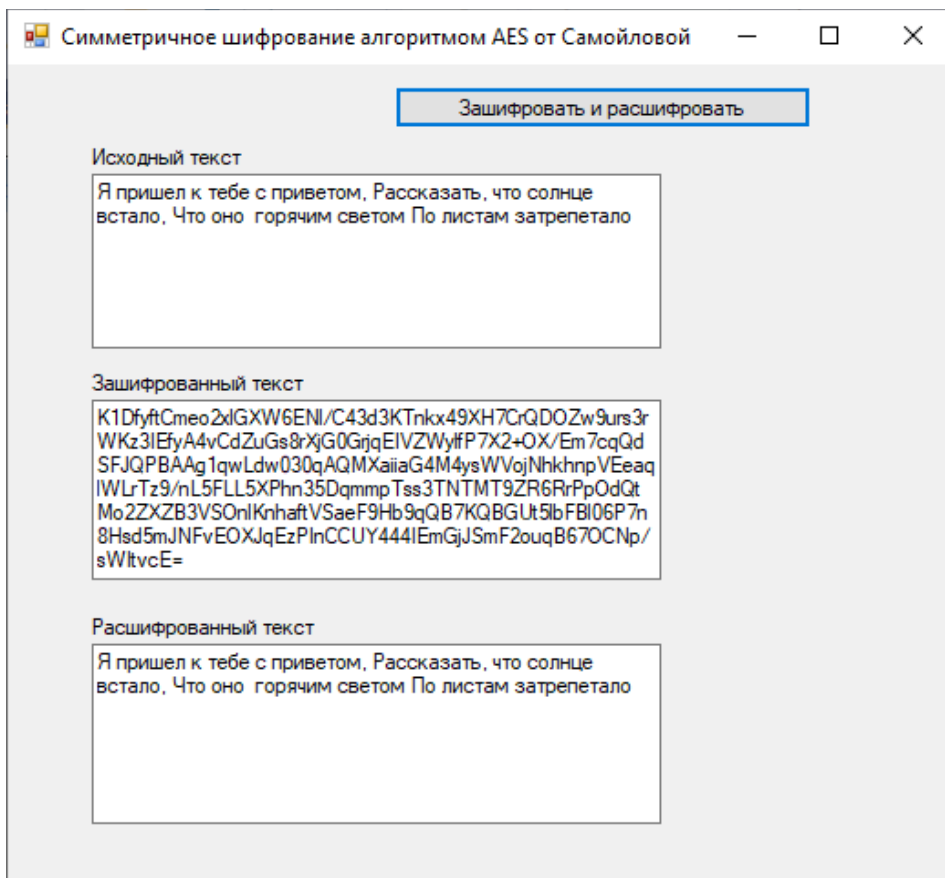 Симметричное шифрование алгоритмом AES от Самойловой
Зашифровать и расшифровать
Исходный текст
Я пришел к тебе с приветом, Рассказать, что солнце
встало, Что оно  горячим светом По листам затрепетало
Зашифрованный текст
K1DfyftCmeo2xlGXW6ENl/C43d3KTnkx49XH7CrQDOZw9urs3r
WKz3lEfyA4vCdZuGs8rXjG0GrjqElVZWyIfP7X2+OX/Em7cqQd
SFJQPBAAg1qwLdw030qAQMXaiiaG4M4ysWVojNhkhnpVEeaq
lWLrTz9/nL5FLL5XPhn35DqmmpTss3TNTMT9ZR6RrPpOdQt
Mo2ZXZB3VSOnlKnhaftVSaeF9Hb9qQB7KQBGUt5lbFBl06P7n
8Hsd5mJNFvEOXJqEzPlnCCUY444lEmGjJSmF2ouqB67OCNp/
sWltvcE=
Расшифрованный текст
Я пришел к тебе с приветом, Рассказать, что солнце
встало, Что оно  горячим светом По листам затрепетало